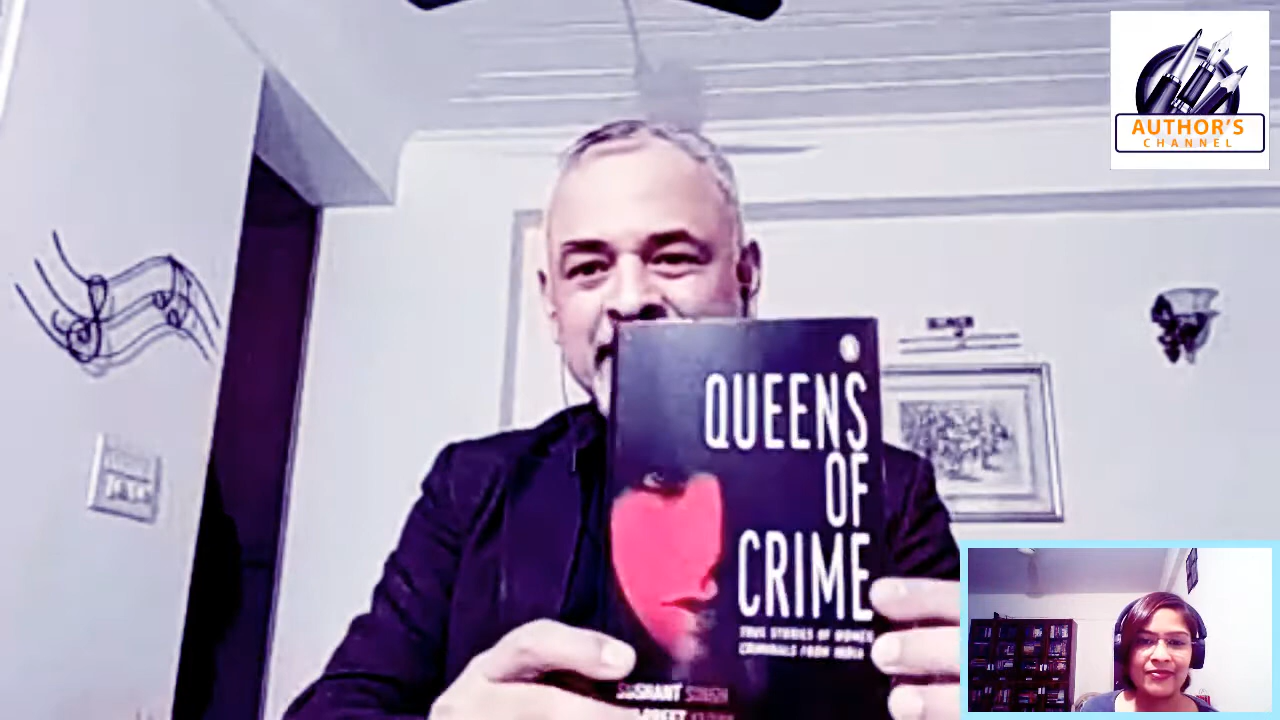 AUTHOR'S
CHANNEL
QUEENS
OF
CRIME
TRUE STORIES OF WOMEN
CRIMINALS FROM INDIA
SUSHANT SINGH